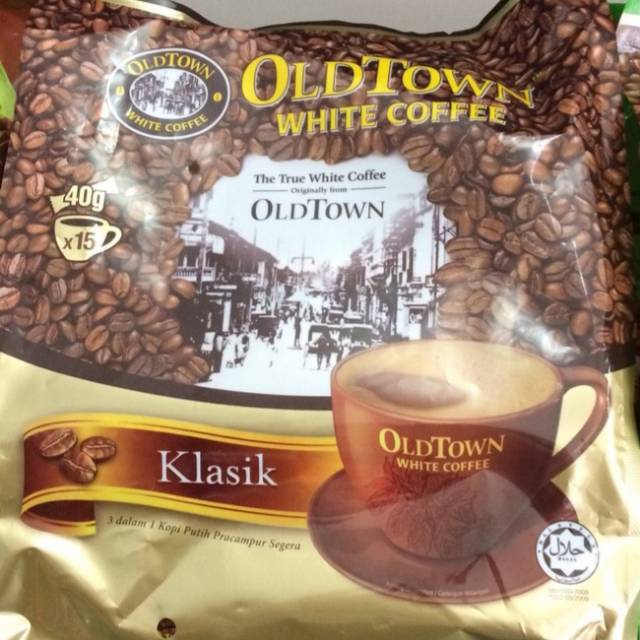 OLDTOWN
WHITE COFFEE
OLDTOWN
WHITE COFFEE
The True White Coffee
Originally from
OLDTOWN
40g
x15
OLDTOWN
WHITE COFFEE
Klasik
3 dalam 1 Kopi Putih Pracampur Segera
حلال